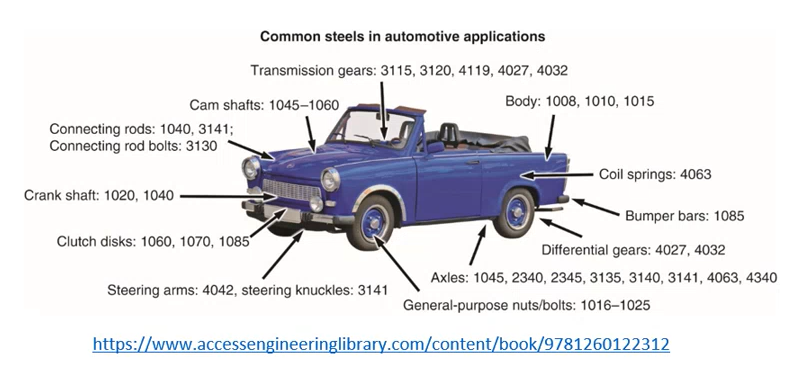 Common steels in automotive applications
Transmission gears: 3115, 3120, 4119, 4027, 4032
Cam shafts: 1045–1060
Body: 1008, 1010, 1015
Connecting rods: 1040, 3141;
Connecting rod bolts: 3130
Coil springs: 4063
Crank shaft: 1020, 1040
Bumper bars: 1085
Clutch disks: 1060, 1070, 1085
Differential gears: 4027, 4032
Axles: 1045, 2340, 2345, 3135, 3140, 3141, 4063, 4340
Steering arms: 4042, steering knuckles: 3141
General-purpose nuts/bolts: 1016–1025
https://www.accessengineeringlibrary.com/content/book/9781260122312